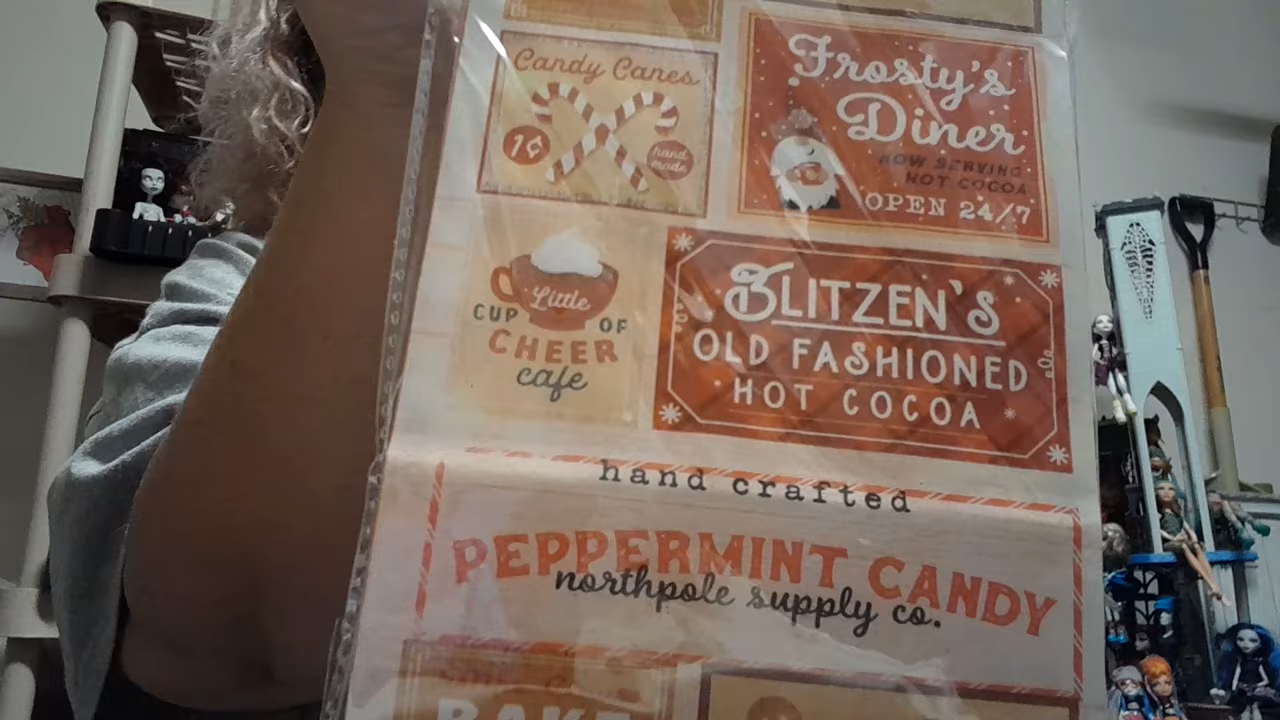 Candy Canes
1¢
hand made
Frosty's
Diner
NOW SERVING
HOT COCOA
OPEN 24/7
Little
CUP OF
CHEER
cafe
BLITZEN'S
OLD FASHIONED
HOT COCOA
hand crafted
PEPPERMINT CANDY
northpole supply co.
BAKE